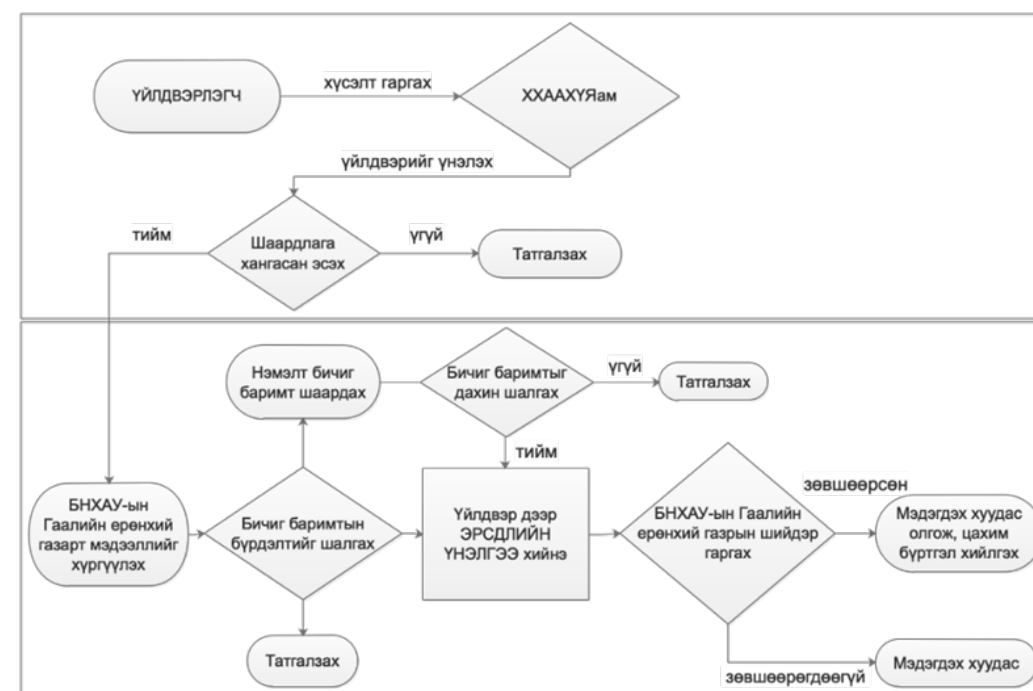 ҮЙЛДВЭРЛЭГЧ
хүсэлт гаргах
ХХААХҮЯам
үйлдвэрийг үнэлэх
тийм
Шаардлага
хангасан эсэх
үгүй
Татгалзах
Нэмэлт бичиг
баримт шаардах
Бичиг баримтыг
дахин шалгах
үгүй
Татгалзах
тийм
БНХАУ-ын
Гаалийн ерөнхий
газарт мэдээллийг
хүргүүлэх
Бичиг баримтын
бүрдэлтийг шалгах
Үйлдвэр дээр
ЭРСДЛИЙН
ҮНЭЛГЭЭ хийнэ
БНХАУ-ын Гаалийн
ерөнхий газрын шийдэр
гаргах
зөвшөөрсөн
Мэдэгдэх хуудас
олгож, цахим
бүртгэл хийлгэх
Татгалзах
зөвшөөрөгдөөгүй
Мэдэгдэх хуудас